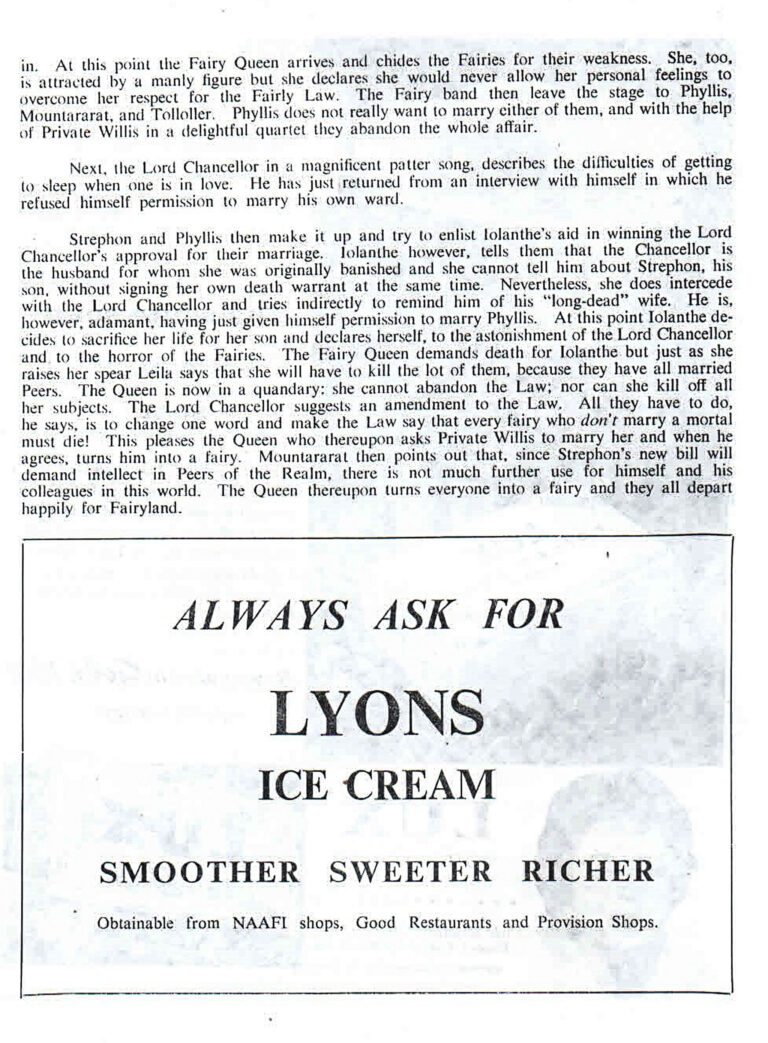 in. At this point the Fairy Queen arrives and chides the Fairies for their weakness. She, too,
is attracted by a manly figure but she declares she would never allow her personal feelings to
overcome her respect for the Fairly Law. The Fairy band then leave the stage to Phyllis,
Mountararat, and Tolloller. Phyllis does not really want to marry either of them, and with the help
of Private Willis in a delightful quartet they abandon the whole affair.
Next, the Lord Chancellor in a magnificent patter song, describes the difficulties of getting
to sleep when one is in love. He has just returned from an interview with himself in which he
refused himself permission to marry his own ward.
Strephon and Phyllis then make it up and try to enlist Iolanthe's aid in winning the Lord
Chancellor's approval for their marriage. Iolanthe however, tells them that the Chancellor is
the husband for whom she was originally banished and she cannot tell him about Strephon, his
son, without signing her own death warrant at the same time. Nevertheless, she does intercede
with the Lord Chancellor and tries indirectly to remind him of his "long-dead" wife. He is,
however, adamant, having just given himself permission to marry Phyllis. At this point Iolanthe de-
cides to sacrifice her life for her son and declares herself, to the astonishment of the Lord Chancellor
and to the horror of the Fairies. The Fairy Queen demands death for Iolanthe but just as she
raises her spear Leila says that she will have to kill the lot of them, because they have all married
Peers. The Queen is now in a quandary: she cannot abandon the Law; nor can she kill off all
her subjects. The Lord Chancellor suggests an amendment to the Law. All they have to do,
he says, is to change one word and make the Law say that every fairy who don't marry a mortal
must die! This pleases the Queen who thereupon asks Private Willis to marry her and when he
agrees, turns him into a fairy. Mountararat then points out that, since Strephon's new bill will
demand intellect in Peers of the Realm, there is not much further use for himself and his
colleagues in this world. The Queen thereupon turns everyone into a fairy and they all depart
happily for Fairyland.
ALWAYS ASK FOR
LYONS
ICE CREAM
SMOOTHER SWEETER RICHER
Obtainable from NAAFI shops, Good Restaurants and Provision Shops.